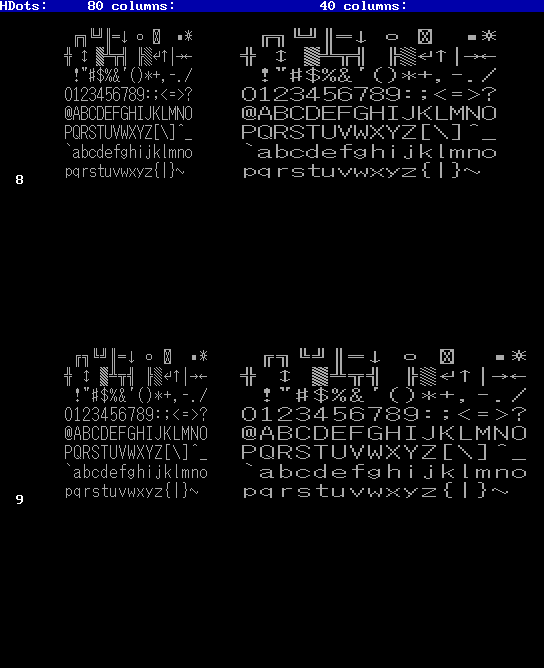 HDots: 80 columns: 40 columns:
╔╗╚╝║═↓ o ▪* ╔╗╚╝║═↓ o ▪☼
╬ ↕ ▓╩╦╣ ╠▒↵↑│→← ╬ ↕ ▓╩╦╣ ╠▒↵↑│→←
!"#$%&'()*+,-./ !"#$%&'()*+,-./
0123456789:;<=>? 0123456789:;<=>?
@ABCDEFGHIJKLMNO @ABCDEFGHIJKLMNO
PQRSTUVWXYZ[\]^_ PQRSTUVWXYZ[\]^_
`abcdefghijklmno `abcdefghijklmno
8 pqrstuvwxyz{|}~ pqrstuvwxyz{|}~
╔╗╚╝║═↓ o ▪* ╔╗╚╝║═↓ o ▪☼
╬ ↕ ▓╩╦╣ ╠▒↵↑│→← ╬ ↕ ▓╩╦╣ ╠▒↵↑│→←
!"#$%&'()*+,-./ !"#$%&'()*+,-./
0123456789:;<=>? 0123456789:;<=>?
@ABCDEFGHIJKLMNO @ABCDEFGHIJKLMNO
PQRSTUVWXYZ[\]^_ PQRSTUVWXYZ[\]^_
`abcdefghijklmno `abcdefghijklmno
9 pqrstuvwxyz{|}~ pqrstuvwxyz{|}~